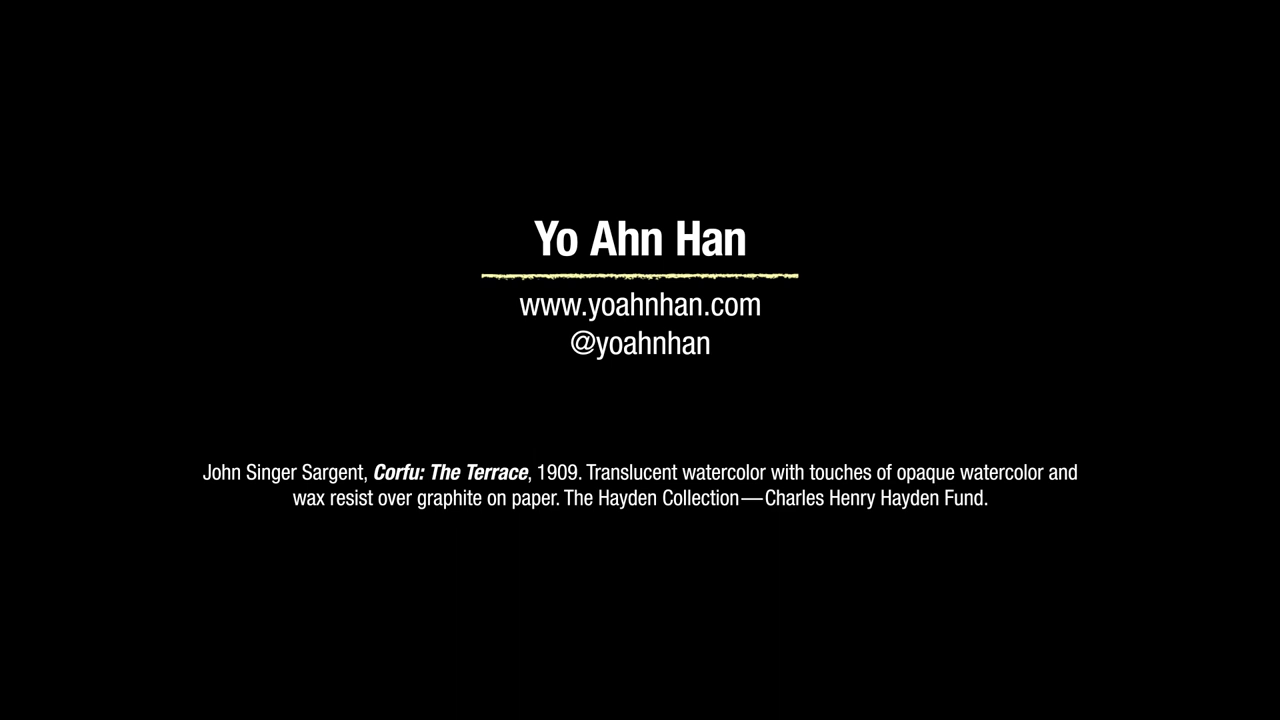 Yo Ahn Han
www.yoahnhan.com
@yoahnhan
John Singer Sargent, Corfu: The Terrace, 1909. Translucent watercolor with touches of opaque watercolor and
wax resist over graphite on paper. The Hayden Collection—Charles Henry Hayden Fund.